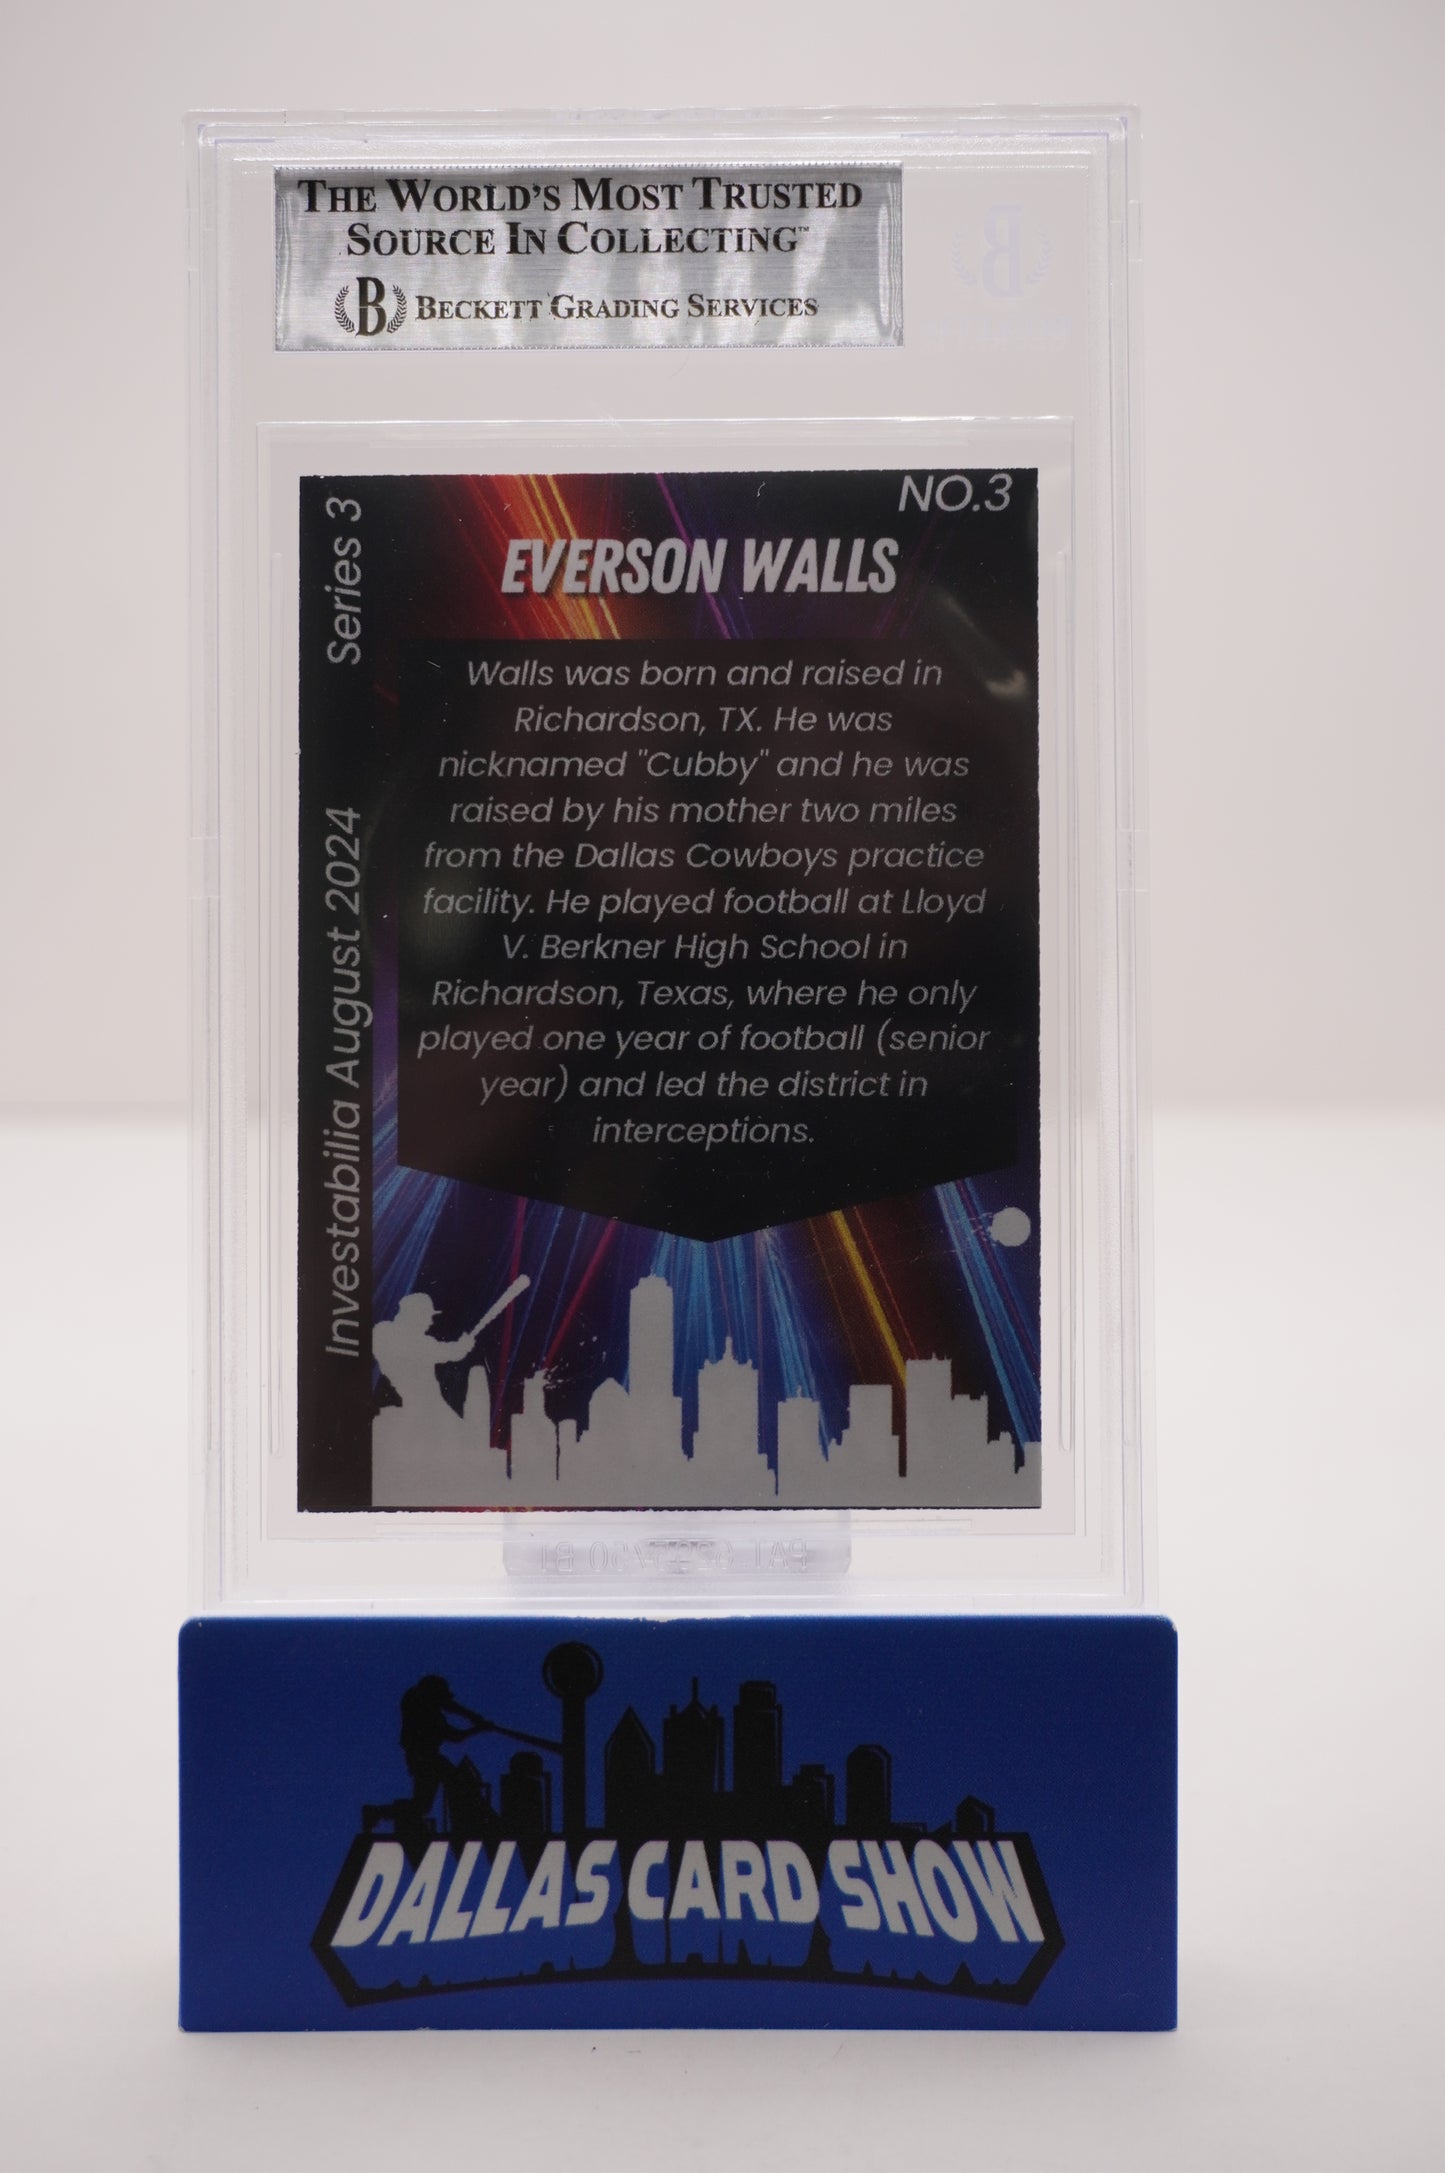 THE WORLD'S MOST TRUSTED
SOURCE IN COLLECTING™
B BECKETT GRADING SERVICES
B
NO.3
Series 3
EVERSON WALLS
Walls was born and raised in
Richardson, TX. He was
nicknamed "Cubby" and he was
raised by his mother two miles
from the Dallas Cowboys practice
facility. He played football at Lloyd
V. Berkner High School in
Richardson, Texas, where he only
played one year of football (senior
year) and led the district in
interceptions.
Investabilia August 2024
DALLAS CARD SHOW